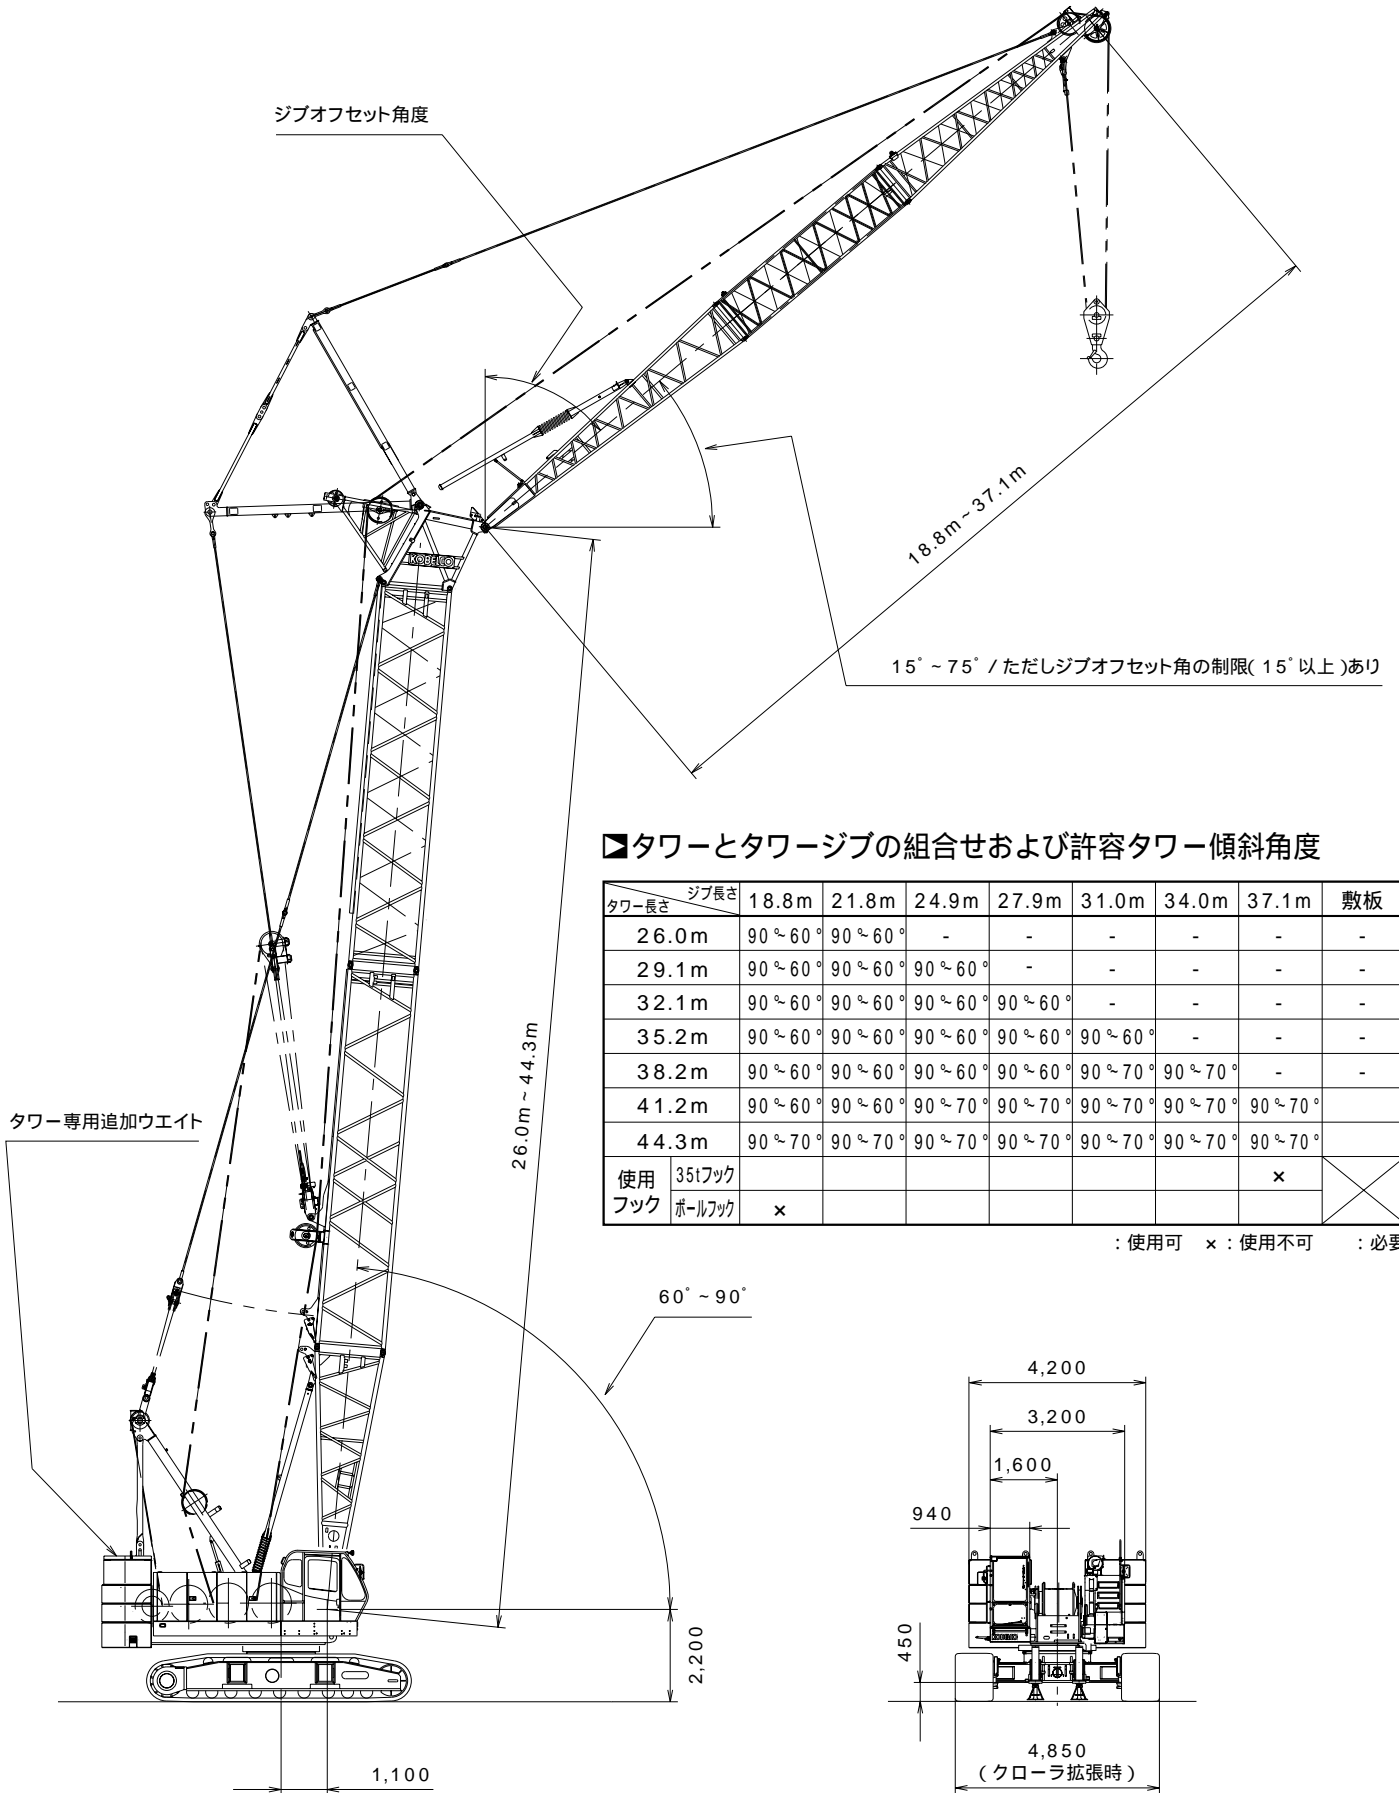 ジブオフセット角度
18.8m~37.1m
KOBELCO
15°~75°/ただしジブオフセット角の制限(15°以上)あり
26.0m~44.3m
タワーとタワージブの組合せおよび許容タワー傾斜角度
ジブ長さ
タワー長さ
18.8m 21.8m 24.9m 27.9m 31.0m 34.0m 37.1m 敷板
26.0m 90°~60° 90°~60° - - - - - -
29.1m 90°~60° 90°~60° 90°~60° - - - - -
32.1m 90°~60° 90°~60° 90°~60° 90°~60° - - - -
35.2m 90°~60° 90°~60° 90°~60° 90°~60° 90°~60° - - -
38.2m 90°~60° 90°~60° 90°~60° 90°~60° 90°~70° 90°~70° - -
41.2m 90°~60° 90°~60° 90°~70° 90°~70° 90°~70° 90°~70° 90°~70°
44.3m 90°~70° 90°~70° 90°~70° 90°~70° 90°~70° 90°~70° 90°~70°
使用フック
35tフック ×
ボールフック ×
:使用可 ×:使用不可 :必要
タワー専用追加ウエイト
60°~90°
2,200
1,100
4,200
3,200
1,600
940
450
KOBELCO
4,850
(クローラ拡張時)